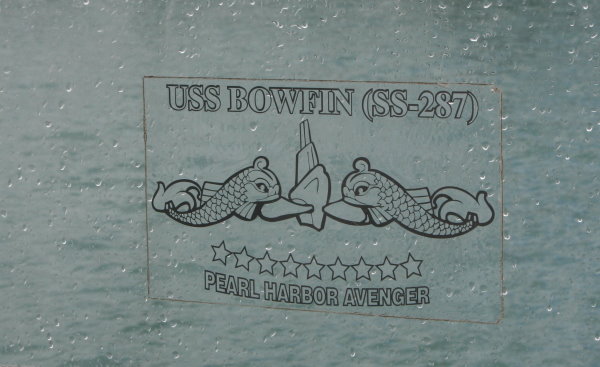 USS BOWFIN (SS-287)
PEARL HARBOR AVENGER